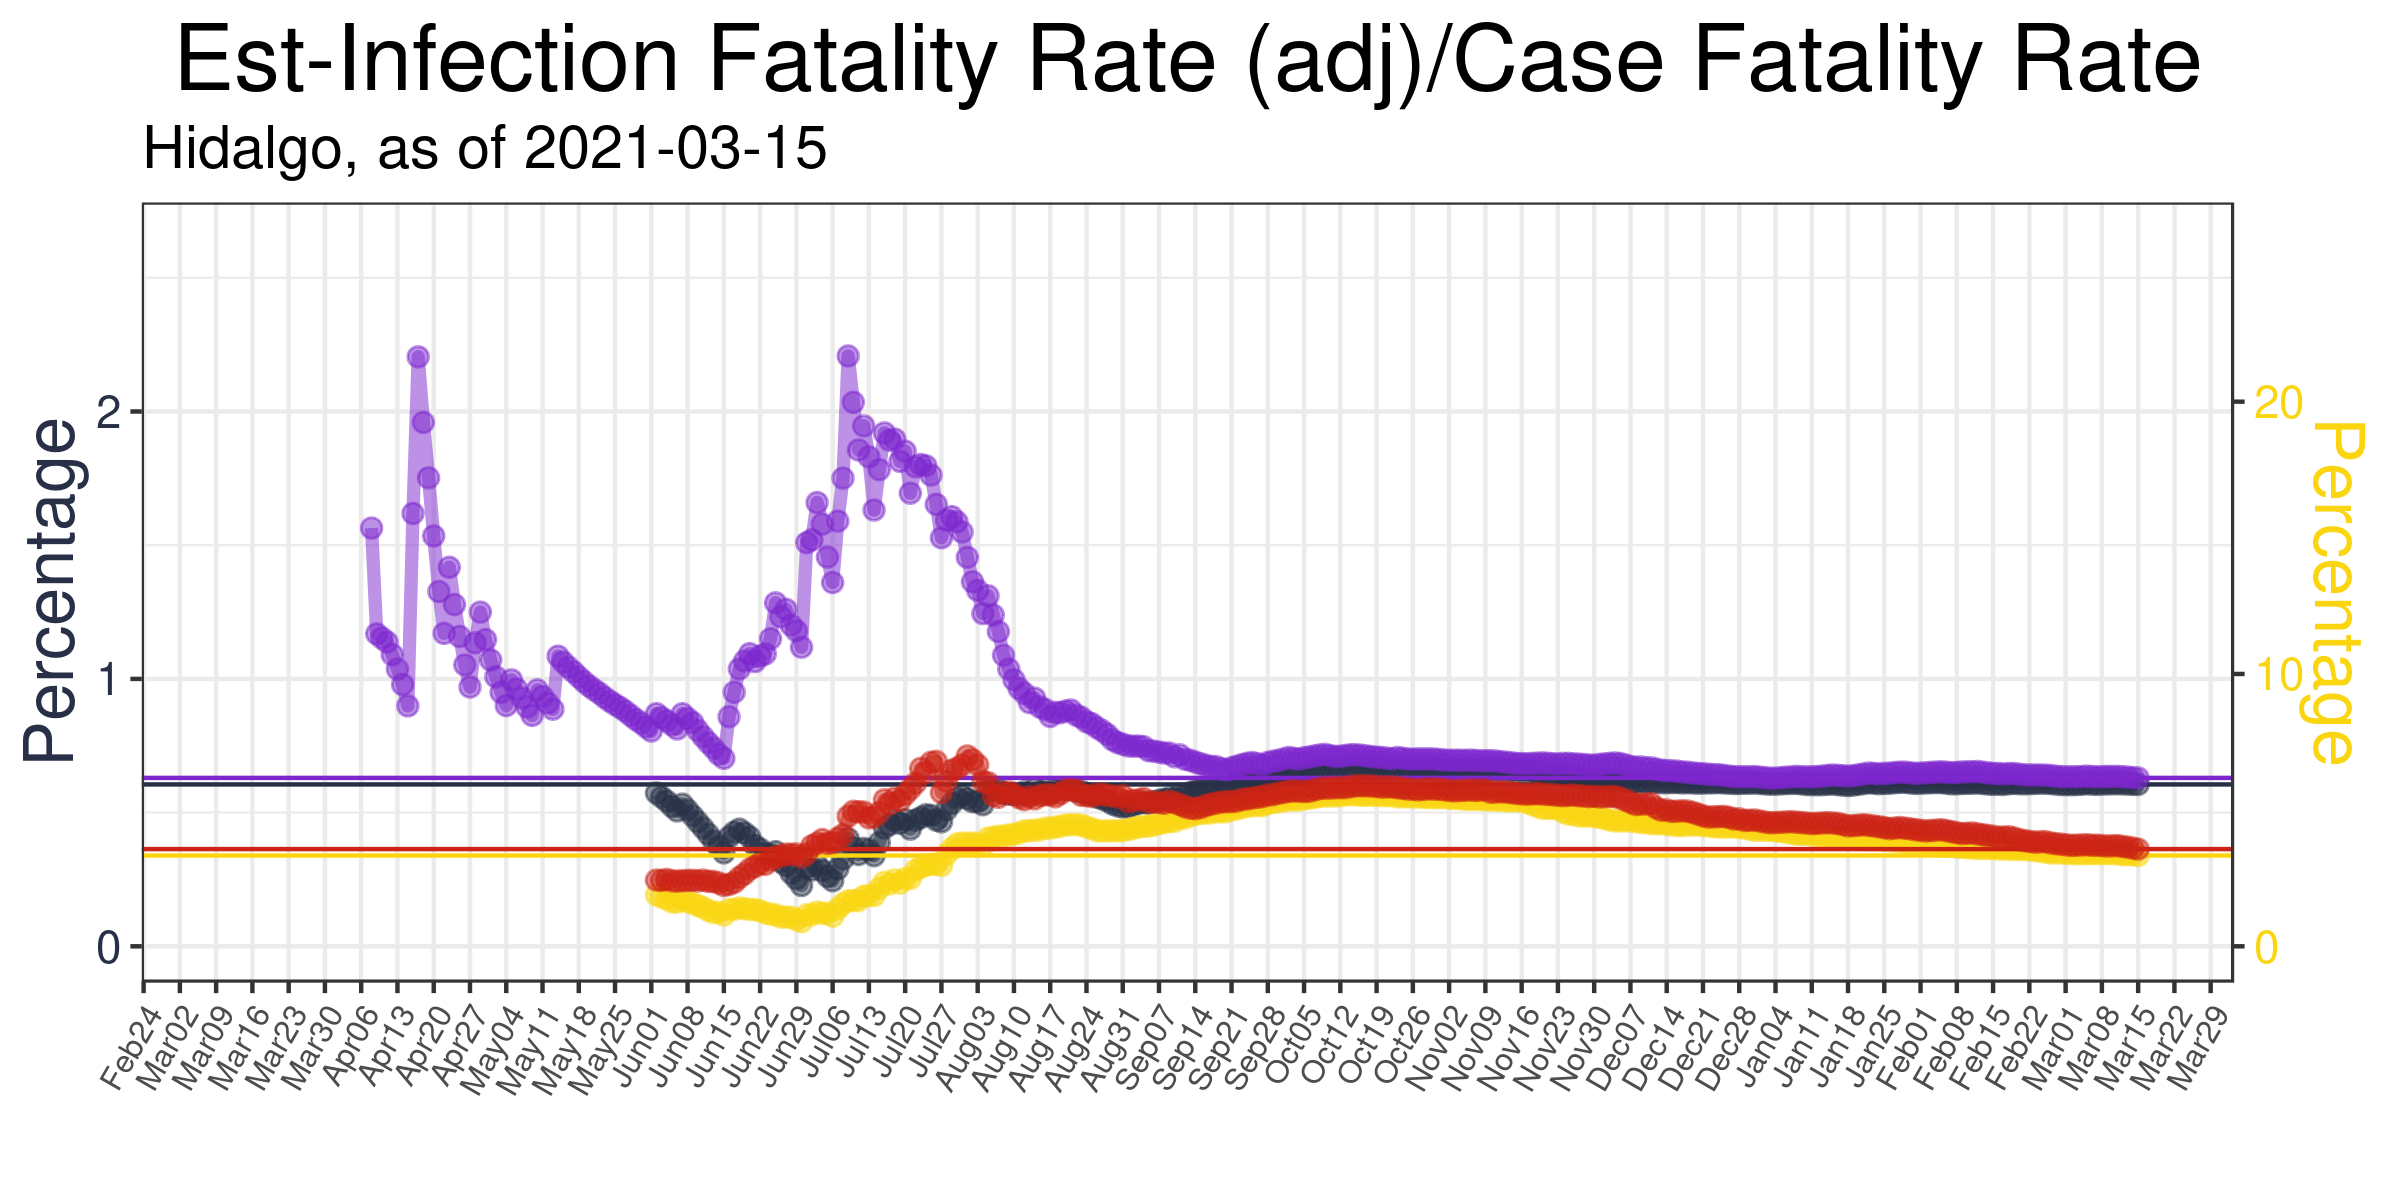 Est-Infection Fatality Rate (adj)/Case Fatality Rate
Hidalgo, as of 2021-03-15
Percentage
2
1
0
20
10
0
Percentage
Feb24
Mar02
Mar09
Mar16
Mar23
Mar30
Apr06
Apr13
Apr20
Apr27
May04
May11
May18
May25
Jun01
Jun08
Jun15
Jun22
Jun29
Jul06
Jul13
Jul20
Jul27
Aug03
Aug10
Aug17
Aug24
Aug31
Sep07
Sep14
Sep21
Sep28
Oct05
Oct12
Oct19
Oct26
Nov02
Nov09
Nov16
Nov23
Nov30
Dec07
Dec14
Dec21
Dec28
Jan04
Jan11
Jan18
Jan25
Feb01
Feb08
Feb15
Feb22
Mar01
Mar08
Mar15
Mar22
Mar29